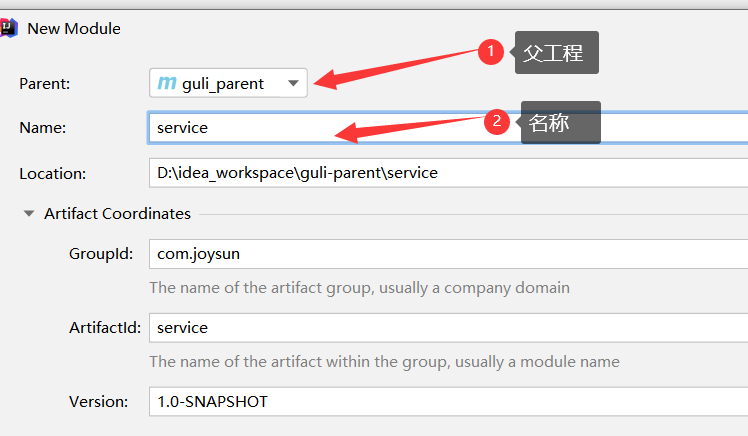 New Module
Parent: m guli_parent
1 父工程
Name: service
2 名称
Location: D:\idea_workspace\guli-parent\service
Artifact Coordinates
GroupId: com.joysun
The name of the artifact group, usually a company domain
ArtifactId: service
The name of the artifact within the group, usually a module name
Version: 1.0-SNAPSHOT